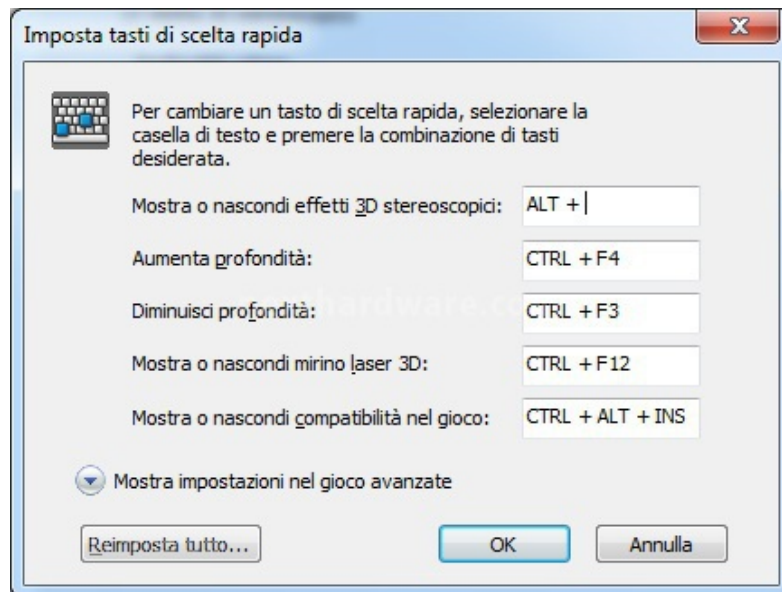 Imposta tasti di scelta rapida
Per cambiare un tasto di scelta rapida, selezionare la
casella di testo e premere la combinazione di tasti
desiderata.
Mostra o nascondi effetti 3D stereoscopici: ALT +
Aumenta profondità: CTRL + F4
Diminuisci profondità: CTRL + F3
Mostra o nascondi mirino laser 3D: CTRL + F12
Mostra o nascondi compatibilità nel gioco: CTRL + ALT + INS
Mostra impostazioni nel gioco avanzate
Reimposta tutto... OK Annulla